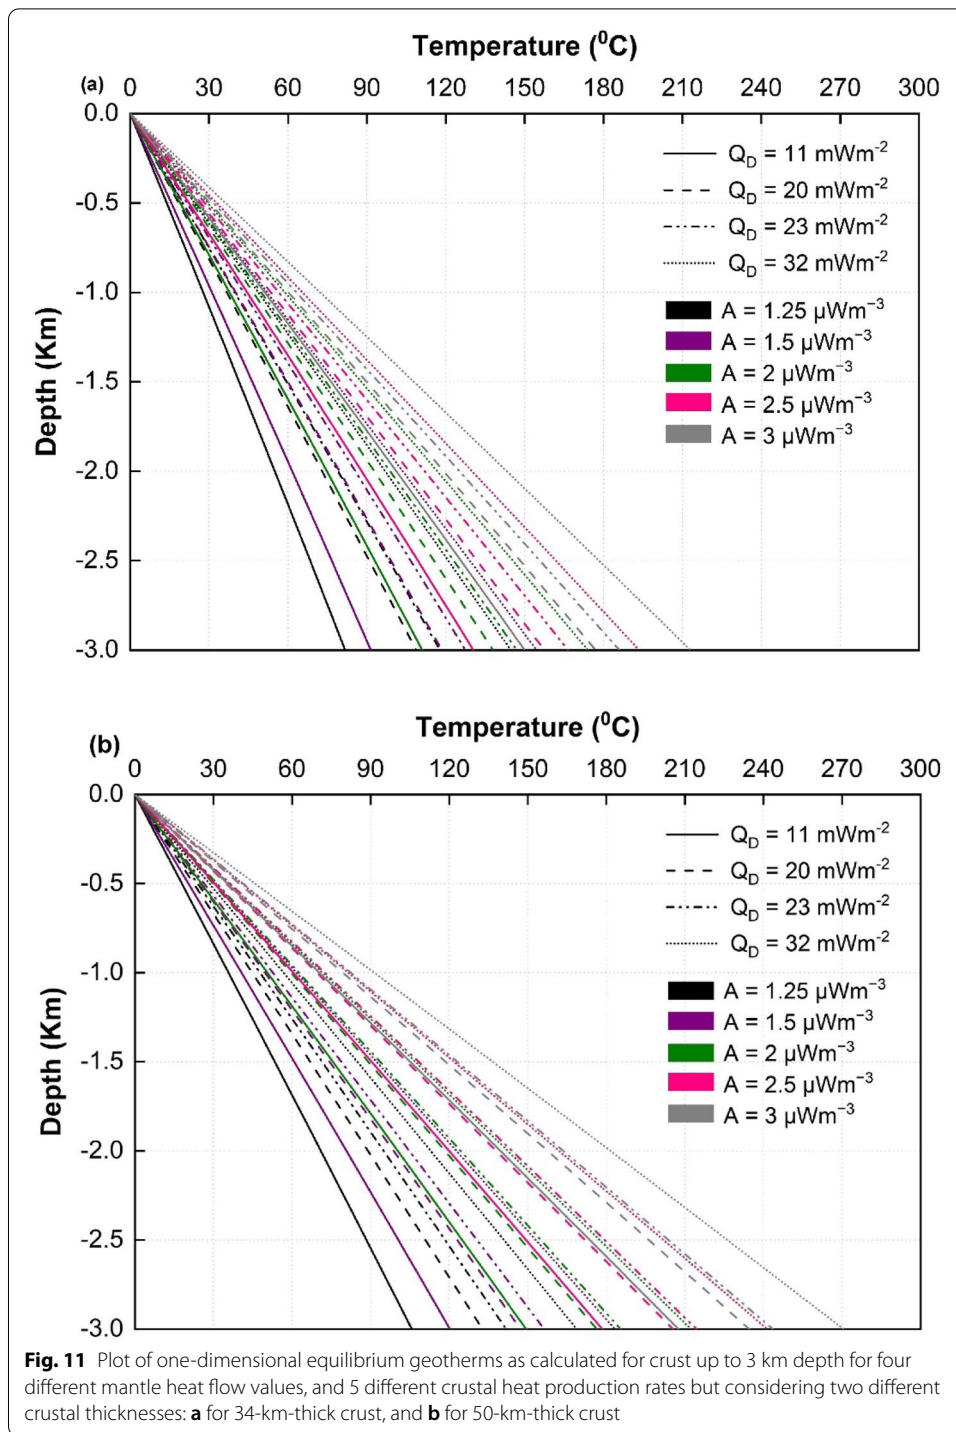 Temperature (⁰C)
(a)
0 30 60 90 120 150 180 210 240 270 300
0.0
-0.5
-1.0
-1.5
-2.0
-2.5
-3.0
Depth (Km)
Q_D = 11 mWm⁻²
Q_D = 20 mWm⁻²
Q_D = 23 mWm⁻²
Q_D = 32 mWm⁻²
A = 1.25 µWm⁻³
A = 1.5 µWm⁻³
A = 2 µWm⁻³
A = 2.5 µWm⁻³
A = 3 µWm⁻³
Temperature (⁰C)
(b)
0 30 60 90 120 150 180 210 240 270 300
0.0
-0.5
-1.0
-1.5
-2.0
-2.5
-3.0
Depth (Km)
Q_D = 11 mWm⁻²
Q_D = 20 mWm⁻²
Q_D = 23 mWm⁻²
Q_D = 32 mWm⁻²
A = 1.25 µWm⁻³
A = 1.5 µWm⁻³
A = 2 µWm⁻³
A = 2.5 µWm⁻³
A = 3 µWm⁻³
Fig. 11 Plot of one-dimensional equilibrium geotherms as calculated for crust up to 3 km depth for four
different mantle heat flow values, and 5 different crustal heat production rates but considering two different
crustal thicknesses: a for 34-km-thick crust, and b for 50-km-thick crust